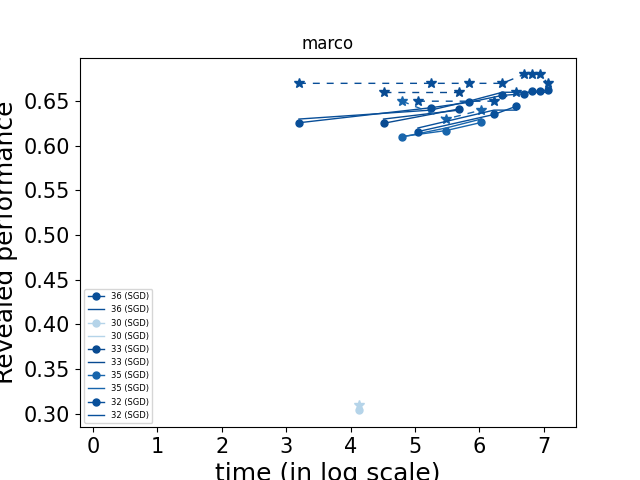 marco
Revealed performance
0.65
0.60
0.55
0.50
0.45
0.40
0.35
0.30
36 (SGD)
36 (SGD)
30 (SGD)
30 (SGD)
33 (SGD)
33 (SGD)
35 (SGD)
35 (SGD)
32 (SGD)
32 (SGD)
0 1 2 3 4 5 6 7
time (in log scale)